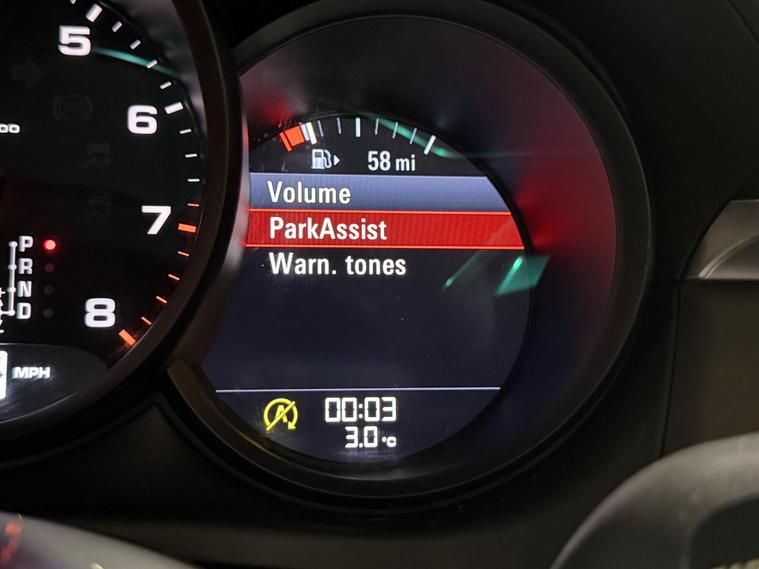 5
6
7
8
P
R
N
D
MPH
58 mi
Volume
ParkAssist
Warn. tones
A
00:03
3.0 °C